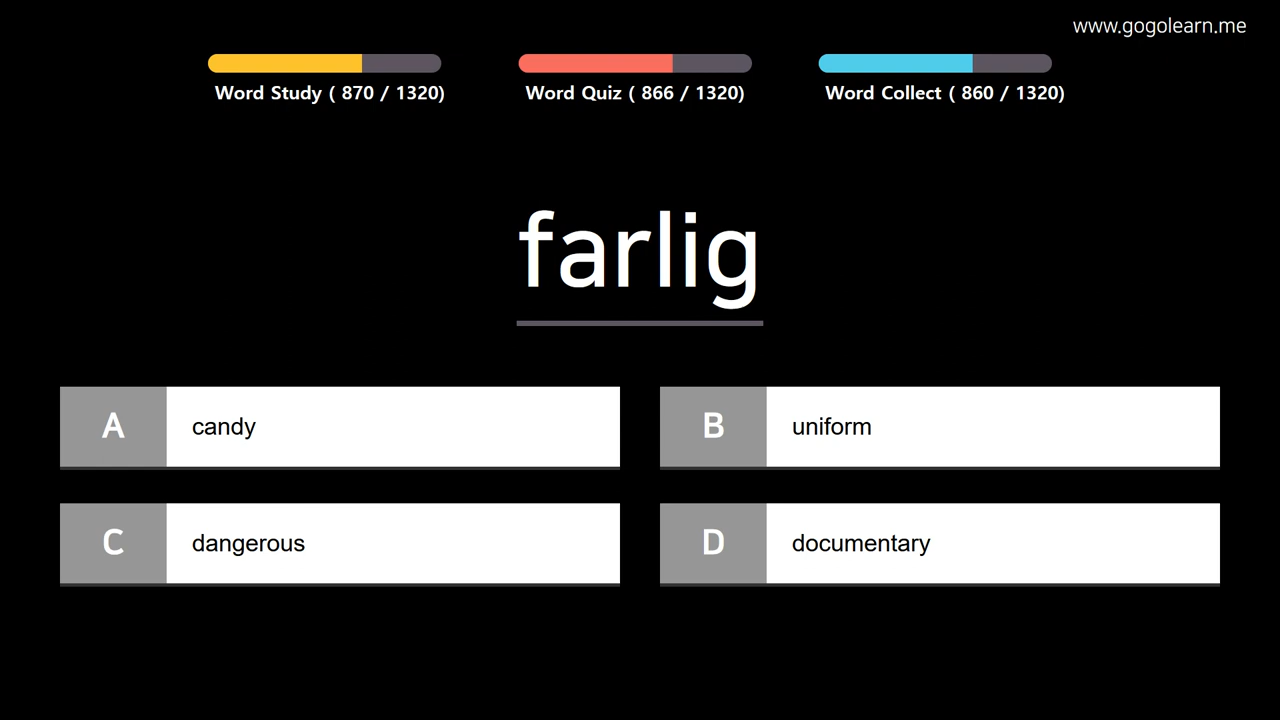 www.gogolearn.me
Word Study ( 870 / 1320)
Word Quiz ( 866 / 1320)
Word Collect ( 860 / 1320)
farlig
A candy
B uniform
C dangerous
D documentary